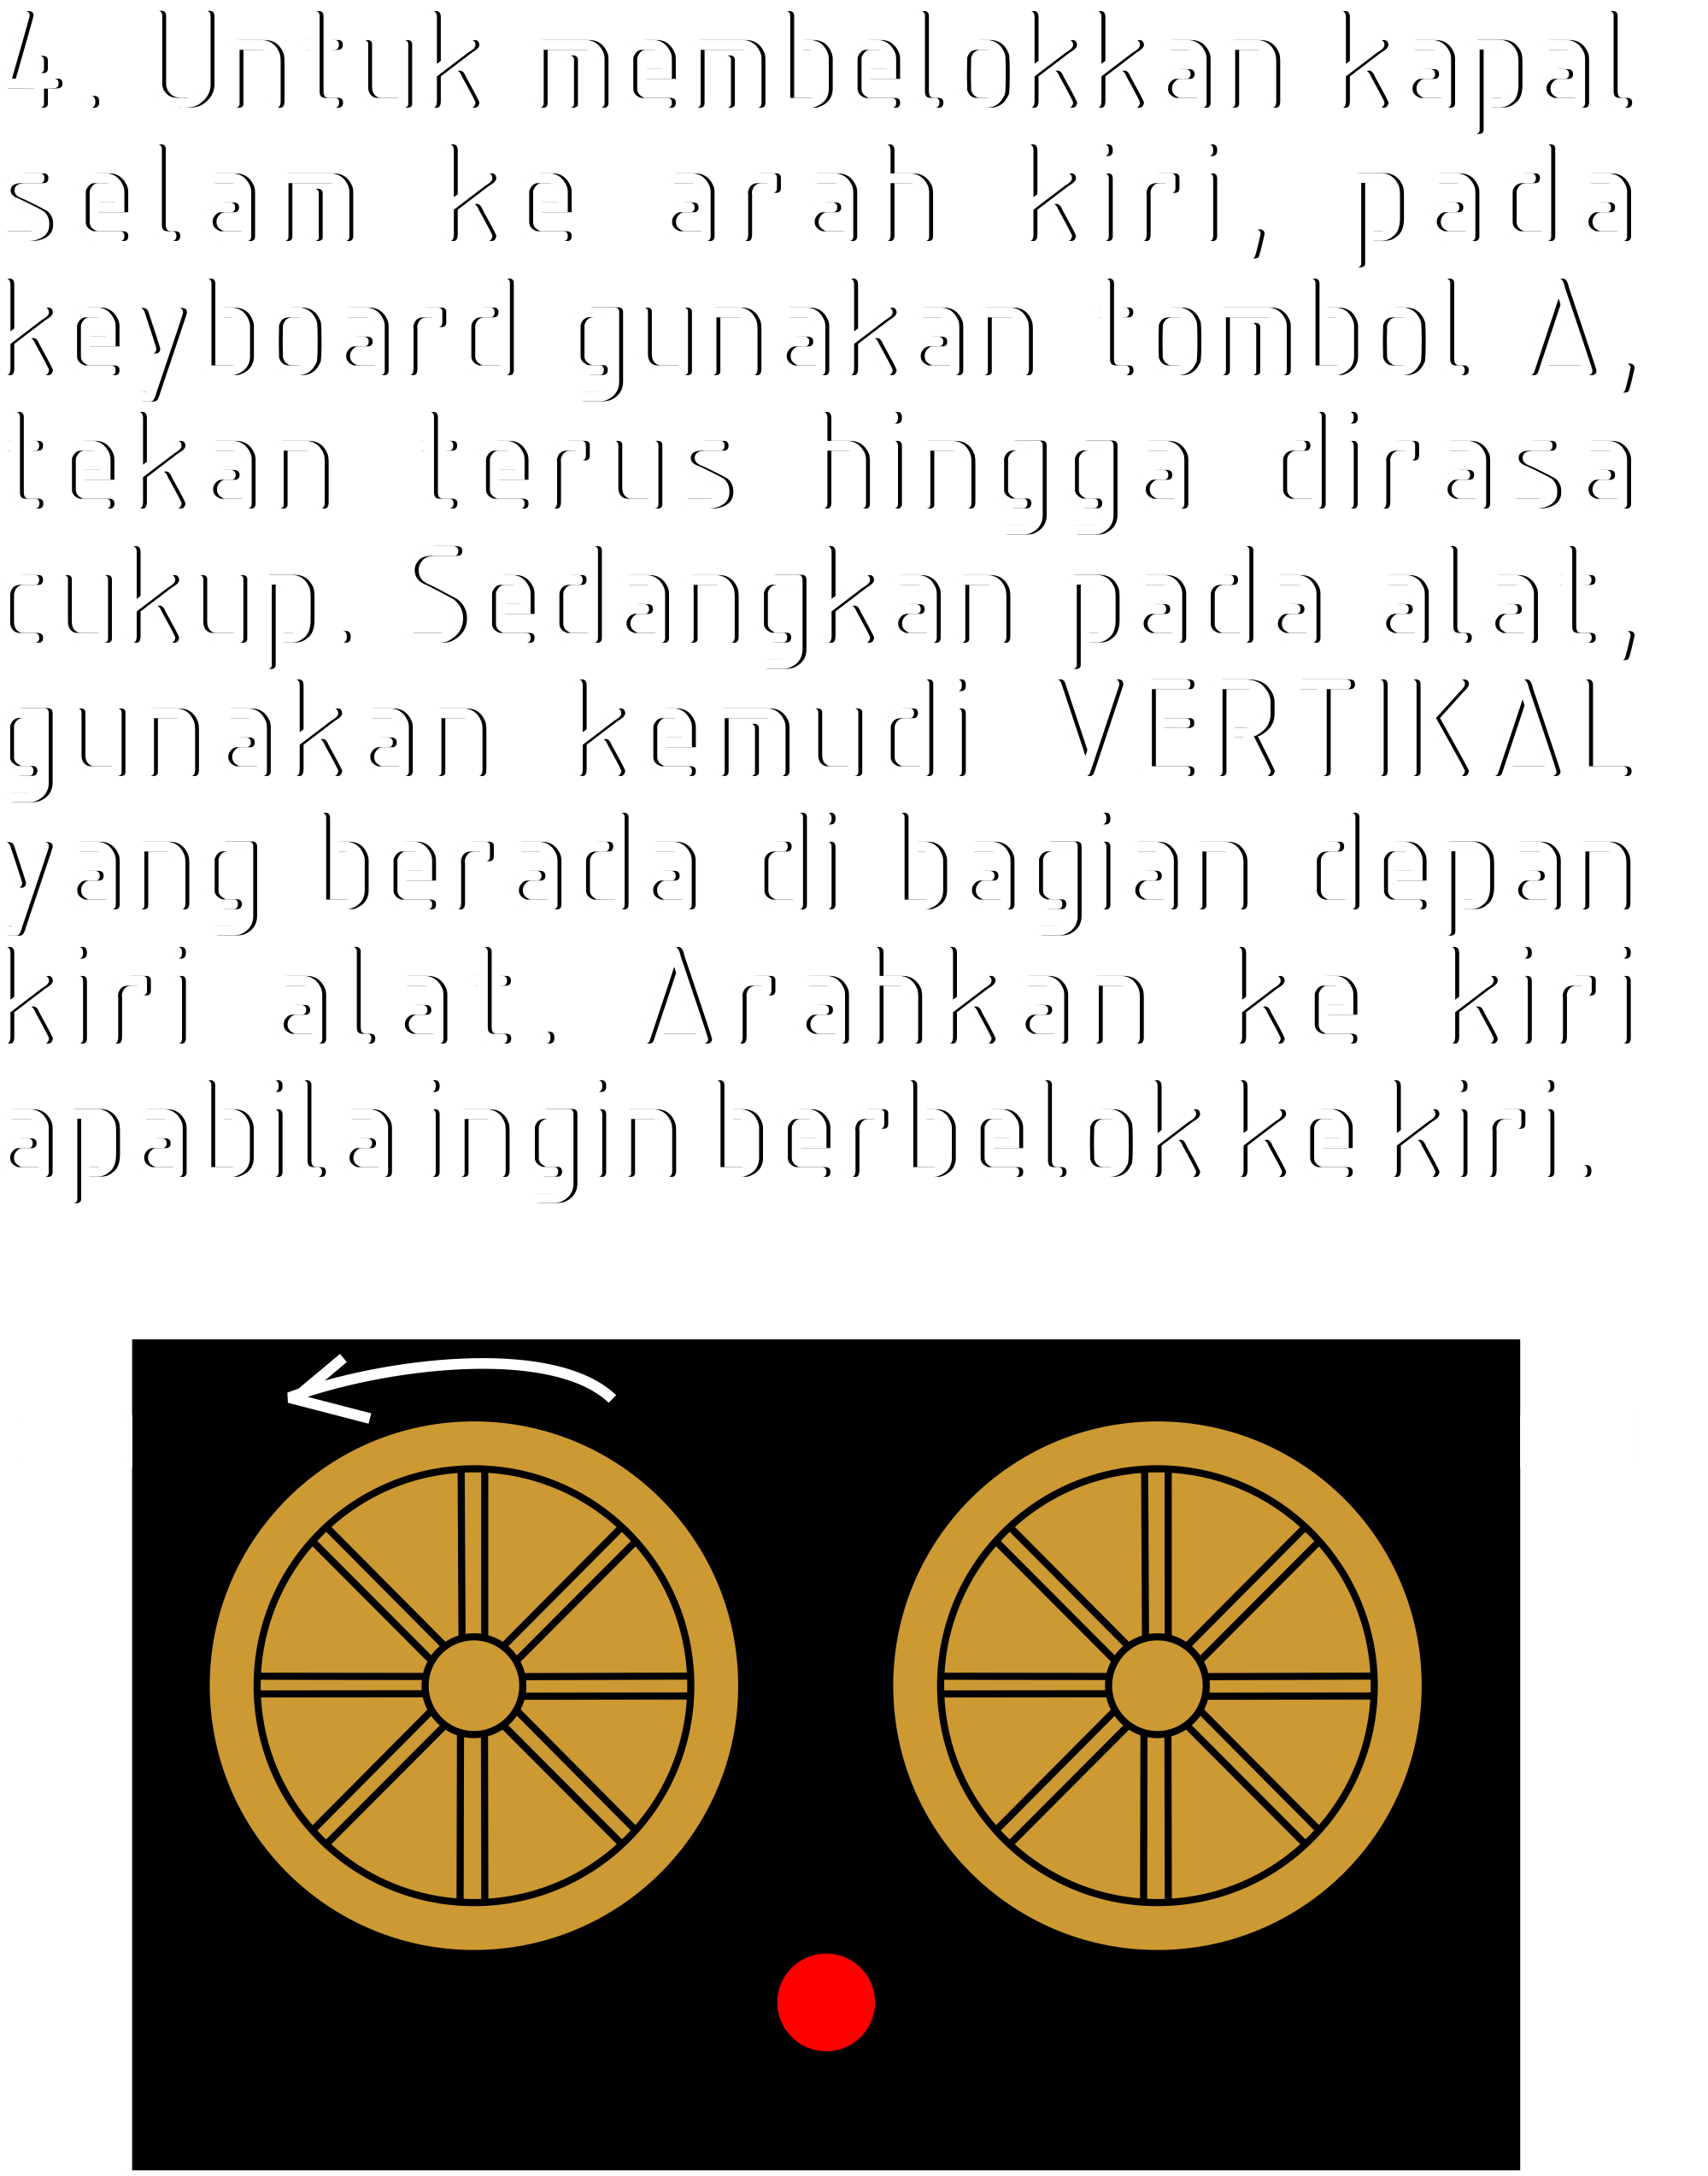 4. Untuk membelokkan kapal
selam ke arah kiri, pada
keyboard gunakan tombol A,
tekan terus hingga dirasa
cukup. Sedangkan pada alat,
gunakan kemudi VERTIKAL
yang berada di bagian depan
kiri alat. Arahkan ke kiri
apabila ingin berbelok ke kiri.